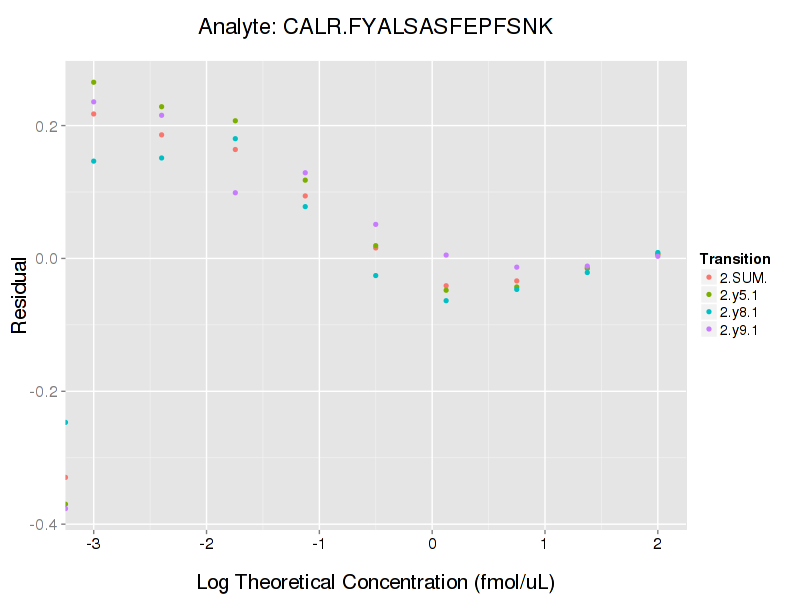 Analyte: CALR.FYALSASFEPFSNK
0.2
0.0
-0.2
-0.4
Residual
-3 -2 -1 0 1 2
Log Theoretical Concentration (fmol/uL)
Transition
2.SUM.
2.y5.1
2.y8.1
2.y9.1